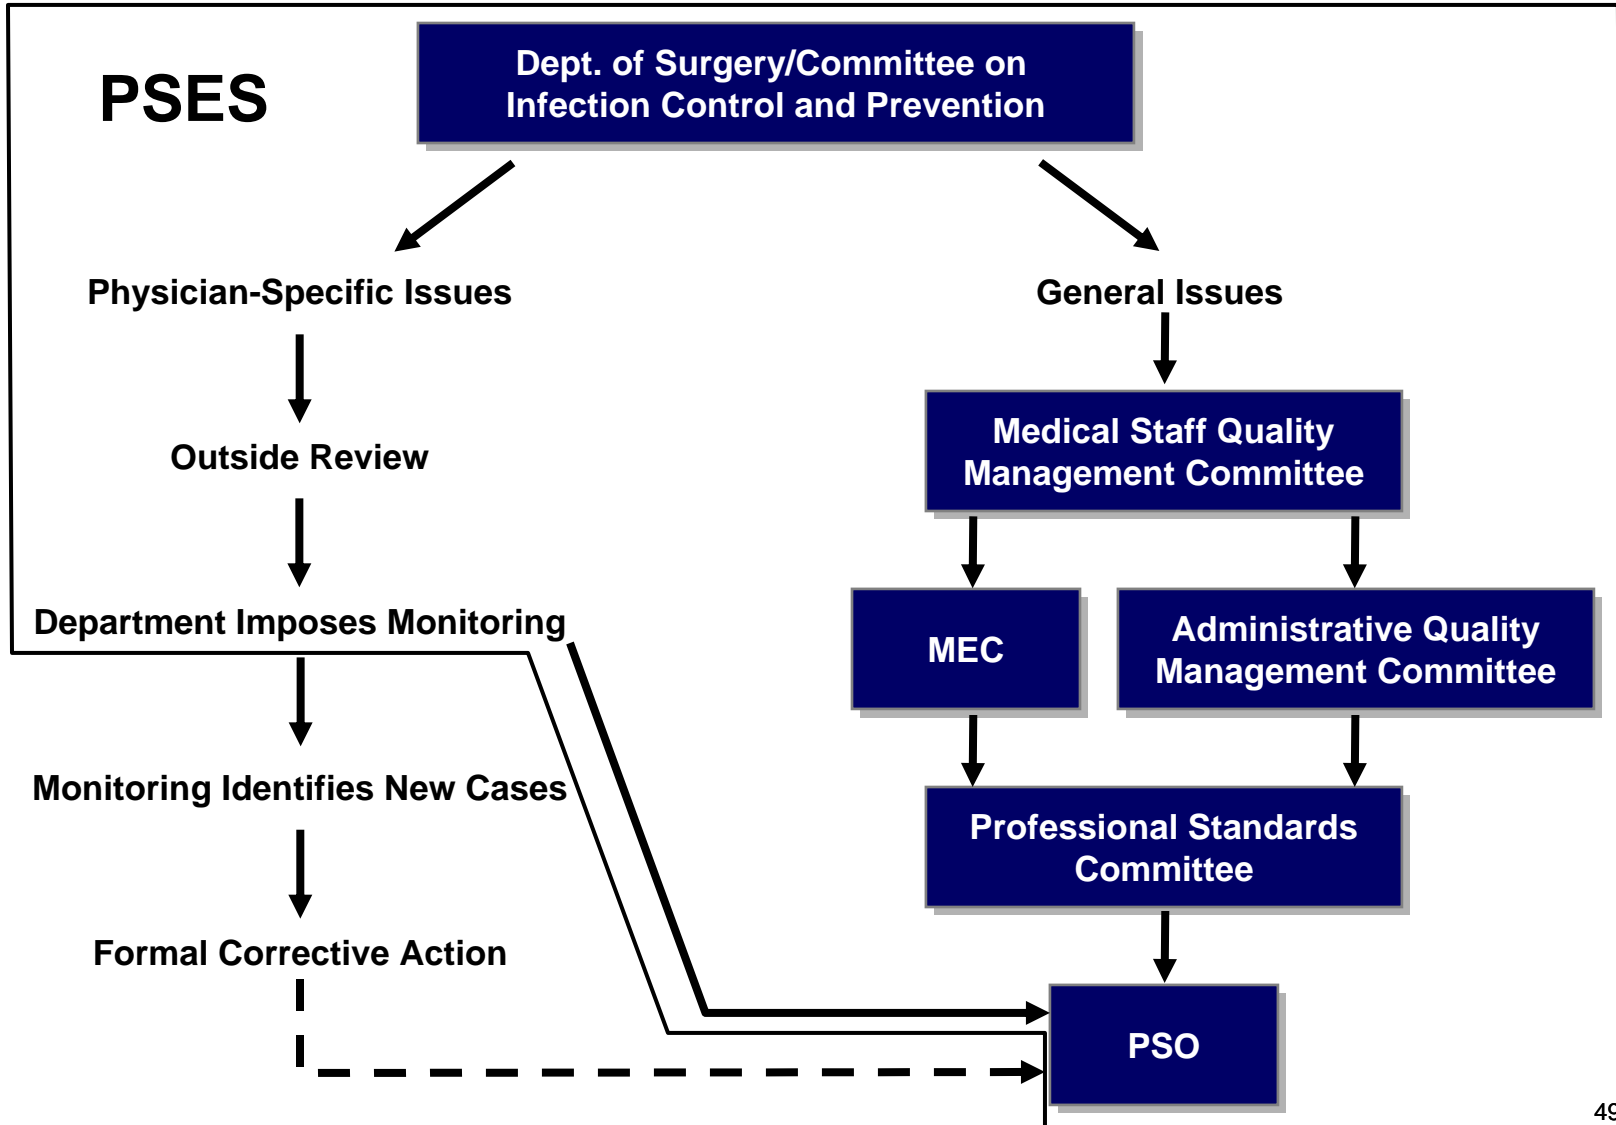 PSES
Dept. of Surgery/Committee on
Infection Control and Prevention
Physician-Specific Issues
General Issues
Outside Review
Medical Staff Quality
Management Committee
Department Imposes Monitoring
MEC
Administrative Quality
Management Committee
Monitoring Identifies New Cases
Professional Standards
Committee
Formal Corrective Action
PSO
49